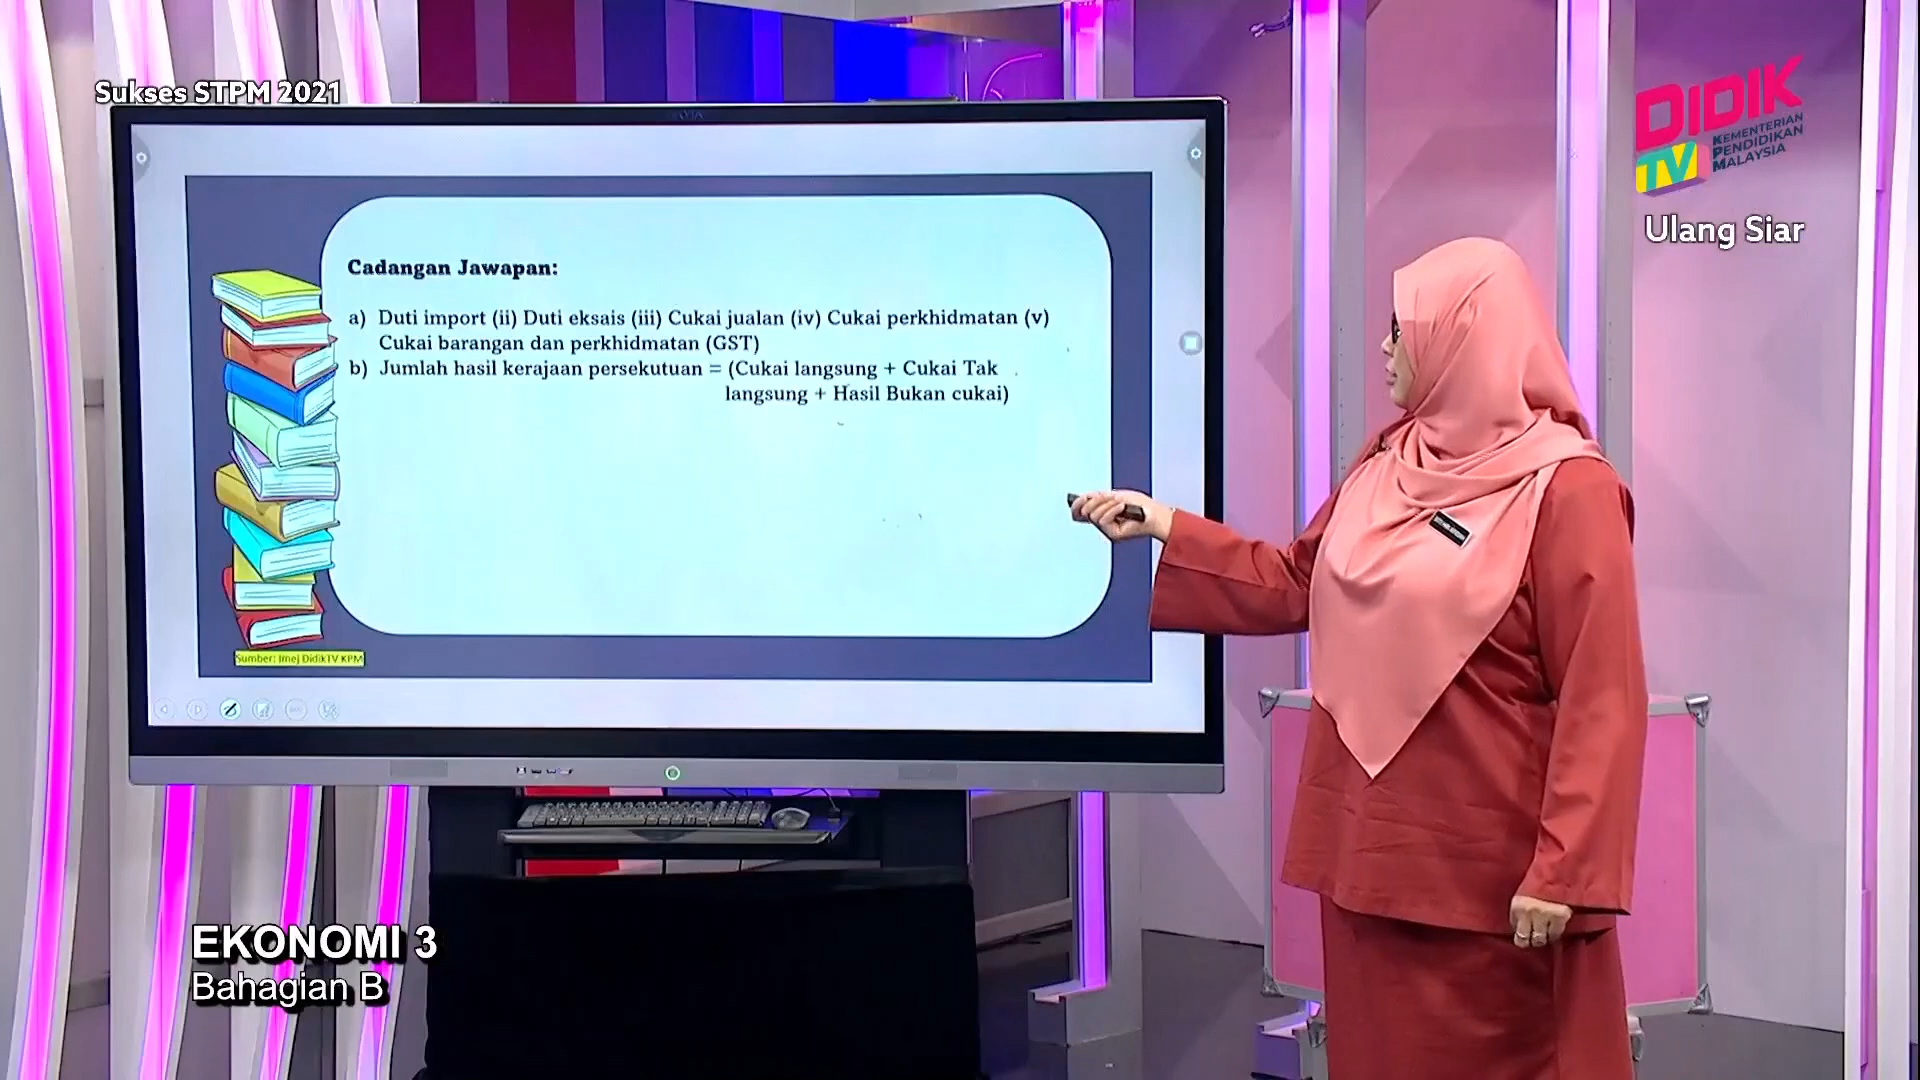 Sukses STPM 2021
DIDIK
TV
KEMENTERIAN
PENDIDIKAN
MALAYSIA
Ulang Siar
Cadangan Jawapan:
a) Duti import (ii) Duti eksais (iii) Cukai jualan (iv) Cukai perkhidmatan (v)
Cukai barangan dan perkhidmatan (GST)
b) Jumlah hasil kerajaan persekutuan = (Cukai langsung + Cukai Tak
langsung + Hasil Bukan cukai)
Sumber: Imej DidikTV KPM
EKONOMI 3
Bahagian B